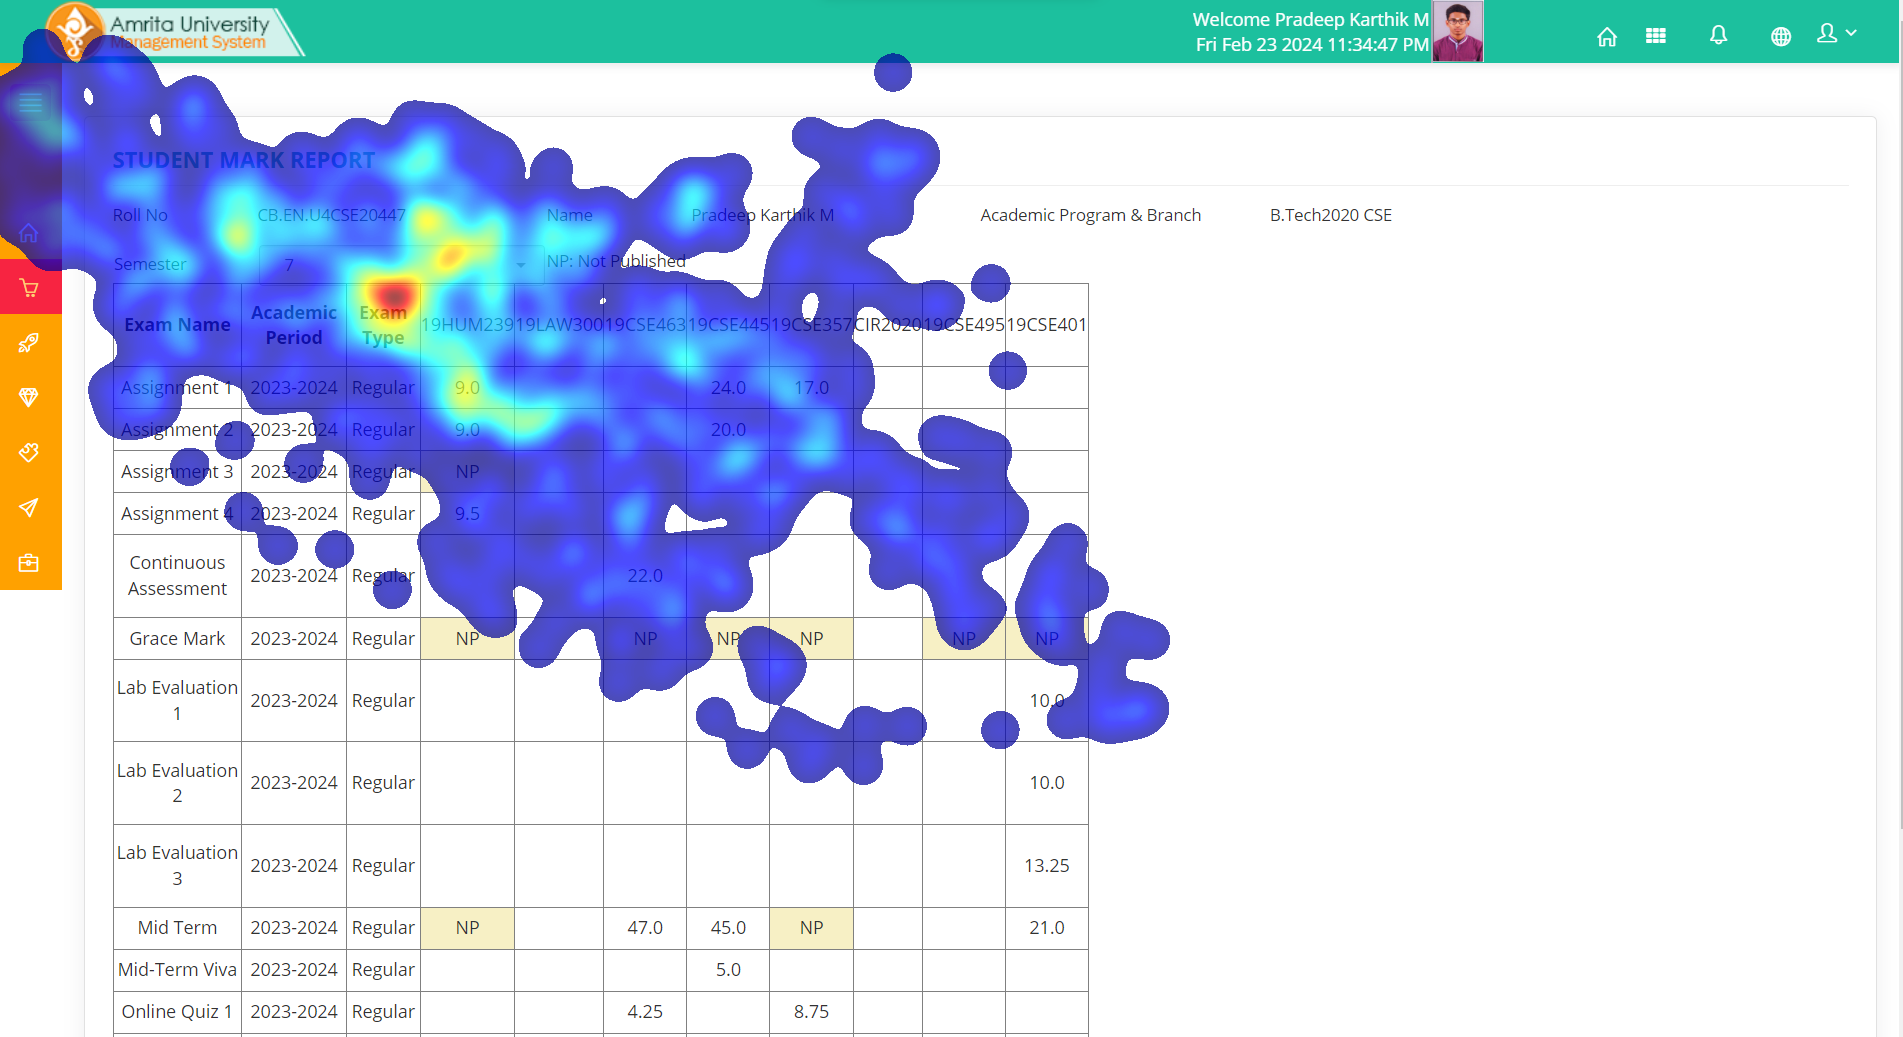 Amrita University
Management System
Welcome Pradeep Karthik M
Fri Feb 23 2024 11:34:47 PM
STUDENT MARK REPORT
Roll No CB.EN.U4CSE20447 Name Pradeep Karthik M Academic Program & Branch B.Tech2020 CSE
Semester 7 NP: Not Published
Exam Name Academic Period Exam Type 19HUM239 19LAW300 19CSE463 19CSE445 19CSE357 CIR2020 19CSE495 19CSE401
Assignment 1 2023-2024 Regular 9.0 24.0 17.0
Assignment 2 2023-2024 Regular 9.0 20.0
Assignment 3 2023-2024 Regular NP
Assignment 4 2023-2024 Regular 9.5
Continuous Assessment 2023-2024 Regular 22.0
Grace Mark 2023-2024 Regular NP NP NP NP NP NP
Lab Evaluation 1 2023-2024 Regular 10.0
Lab Evaluation 2 2023-2024 Regular 10.0
Lab Evaluation 3 2023-2024 Regular 13.25
Mid Term 2023-2024 Regular NP 47.0 45.0 NP 21.0
Mid-Term Viva 2023-2024 Regular 5.0
Online Quiz 1 2023-2024 Regular 4.25 8.75